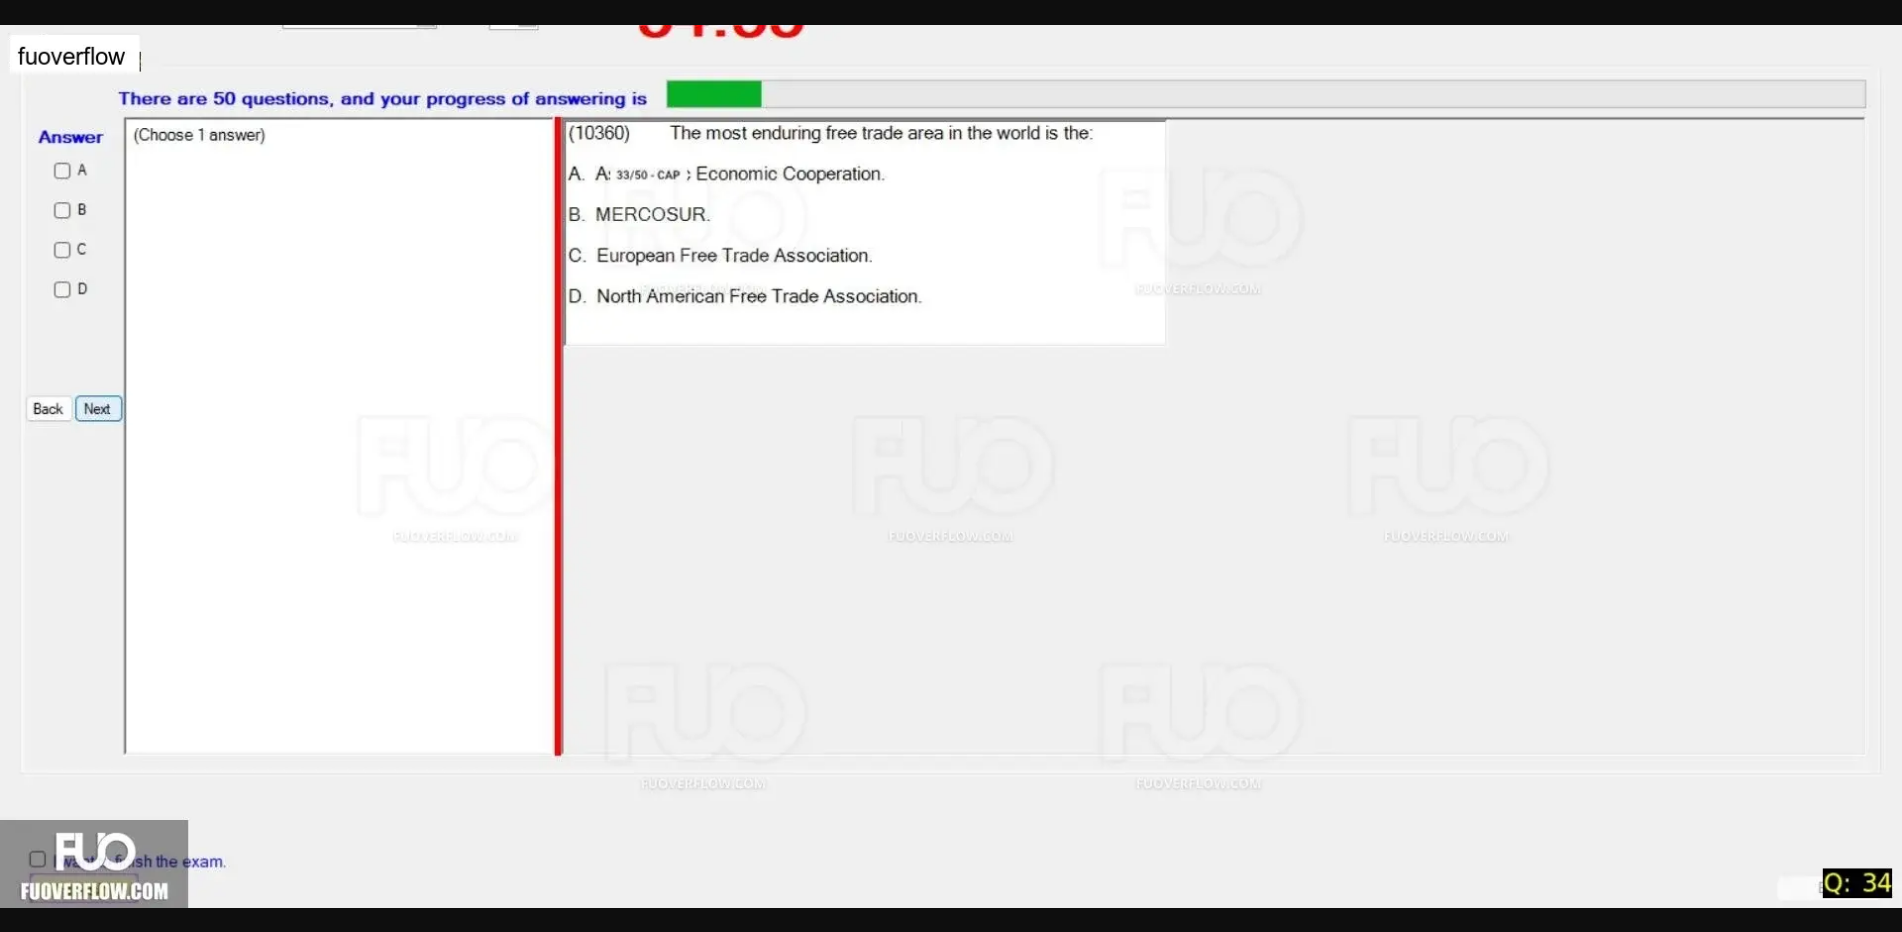 fuoverflow
There are 50 questions, and your progress of answering is
Answer
(Choose 1 answer)
A
B
C
D
Back
Next
(10360) The most enduring free trade area in the world is the:
A. A: 33/50 - CAP Economic Cooperation.
B. MERCOSUR.
C. European Free Trade Association.
D. North American Free Trade Association.
FUO
FUOVERFLOW.COM
FUO
FUOVERFLOW.COM
FUO
FUOVERFLOW.COM
FUO
FUOVERFLOW.COM
FUO
FUOVERFLOW.COM
FUO
FUOVERFLOW.COM
FUO
FUOVERFLOW.COM
the exam.
FUO
FUOVERFLOW.COM
Q: 34